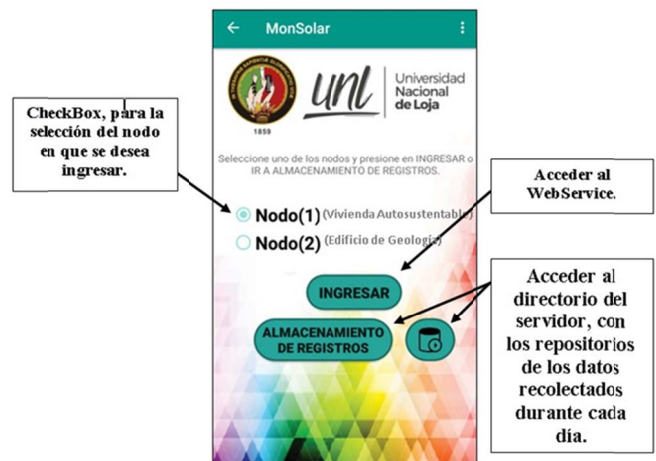 MonSolar
1859
unl
Universidad
Nacional
de Loja
CheckBox, para la
selección del nodo
en que se desea
ingresar.
Seleccione uno de los nodos y presione en INGRESAR o
IR A ALMACENAMIENTO DE REGISTROS.
Acceder al
WebService.
Nodo(1) (Vivienda Autosustentable)
Nodo(2) (Edificio de Geología)
INGRESAR
ALMACENAMIENTO
DE REGISTROS
Acceder al
directorio del
servidor, con
los repositorios
de los datos
recolectados
durante cada
día.